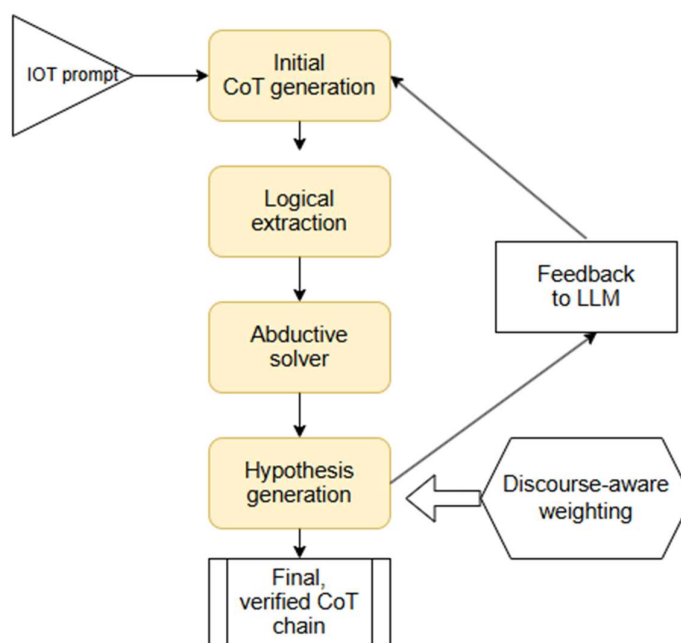 IOT prompt
Initial
CoT generation
Logical
extraction
Abductive
solver
Hypothesis
generation
Final,
verified CoT
chain
Feedback
to LLM
Discourse-aware
weighting